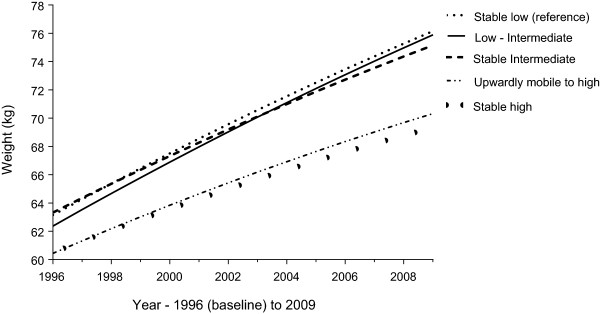 78
76
74
72
70
68
66
64
62
60
Weight (kg)
1996 1998 2000 2002 2004 2006 2008
Year - 1996 (baseline) to 2009
Stable low (reference)
Low - Intermediate
Stable Intermediate
Upwardly mobile to high
Stable high